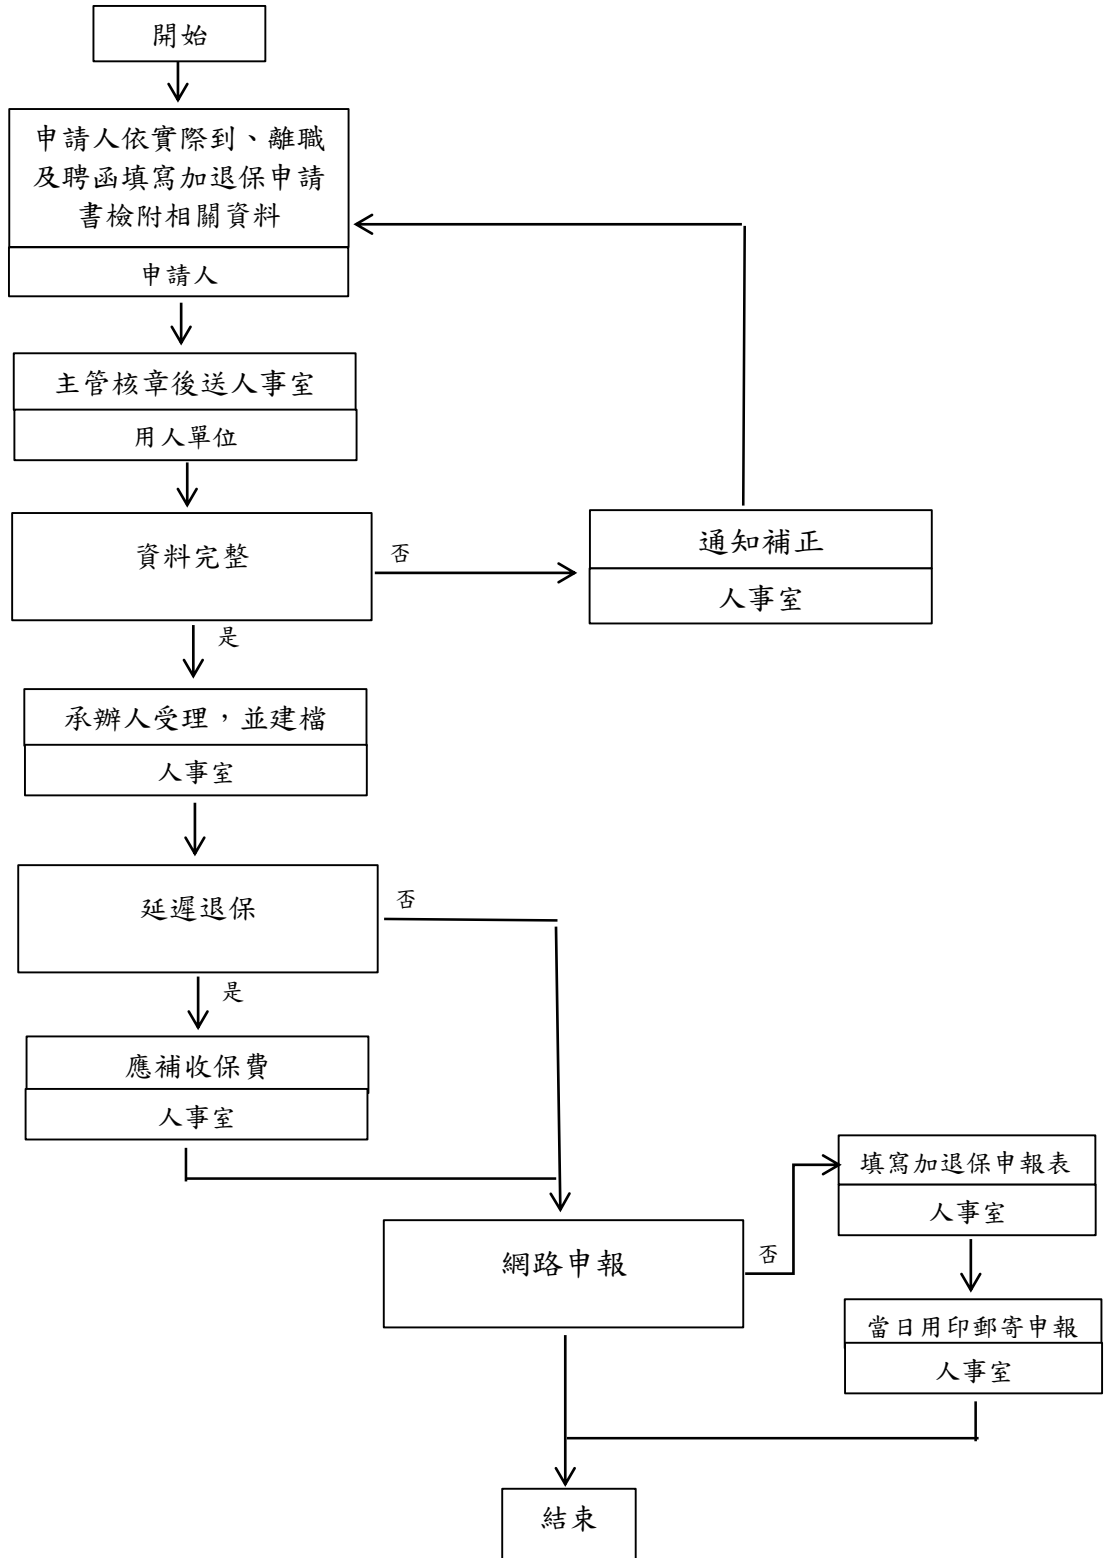 開始
申請人依實際到、離職
及聘函填寫加退保申請
書檢附相關資料
申請人
主管核章後送人事室
用人單位
資料完整
否
通知補正
人事室
是
承辦人受理，並建檔
人事室
延遲退保
否
是
應補收保費
人事室
網路申報
否
填寫加退保申報表
人事室
當日用印郵寄申報
人事室
結束